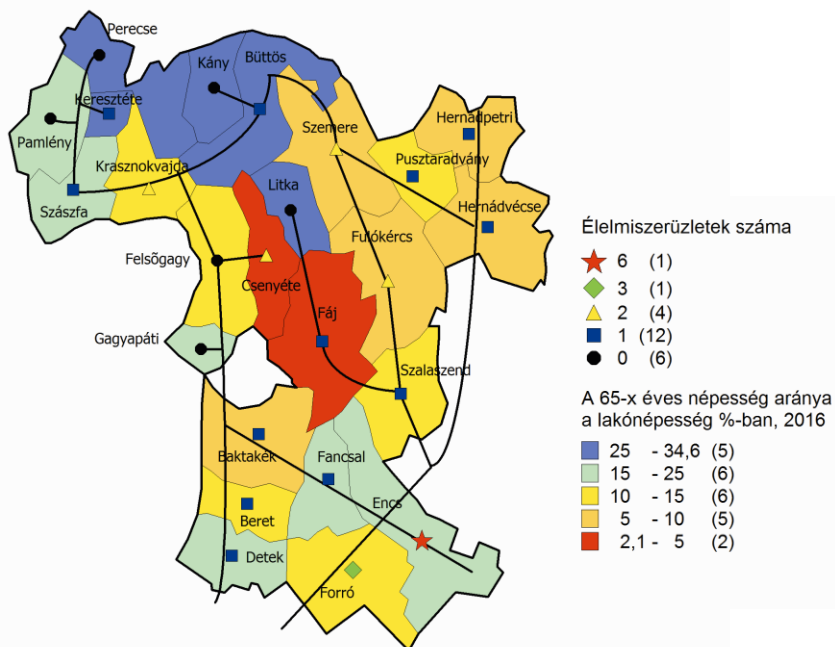 Perecse
Kány
Büttös
Keresztéte
Hernádpetri
Szemere
Pamlény
Pusztaradvány
Krasznokvajda
Litka
Szászfa
Hernádvécse
Fulókércs
Felsõgagy
Csenyéte
Fáj
Gagyapáti
Szalaszend
Baktakék
Fancsal
Encs
Beret
Detek
Forró
Élelmiszerüzletek száma
6 (1)
3 (1)
2 (4)
1 (12)
0 (6)
A 65-x éves népesség aránya
a lakónépesség %-ban, 2016
25 - 34,6 (5)
15 - 25 (6)
10 - 15 (6)
5 - 10 (5)
2,1 - 5 (2)